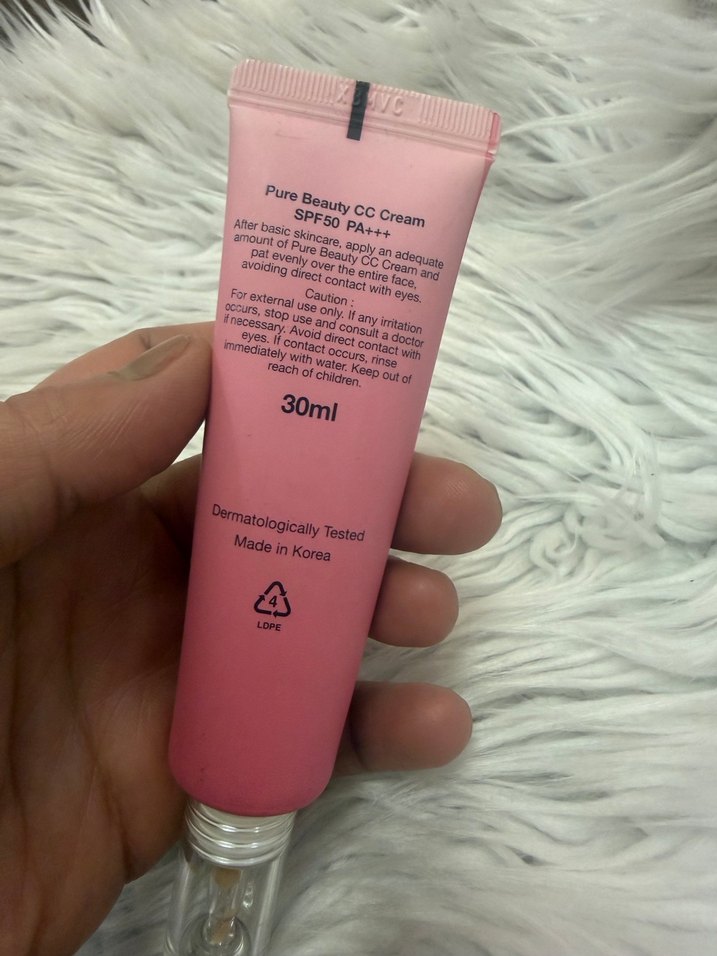 Pure Beauty CC Cream
SPF50 PA+++
After basic skincare, apply an adequate
amount of Pure Beauty CC Cream and
pat evenly over the entire face,
avoiding direct contact with eyes.
Caution :
For external use only. If any irritation
occurs, stop use and consult a doctor
if necessary. Avoid direct contact with
eyes. If contact occurs, rinse
immediately with water. Keep out of
reach of children.
30ml
Dermatologically Tested
Made in Korea
4
LDPE